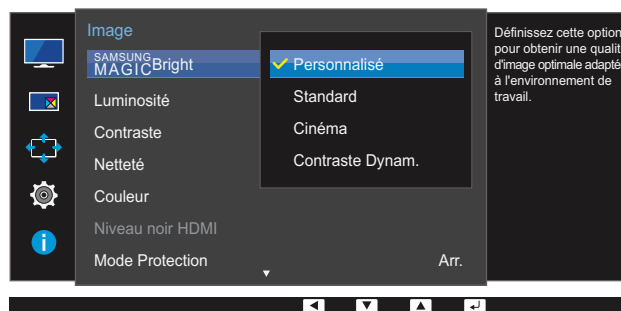 Image
SAMSUNG
MAGICBright
Luminosité
Contraste
Netteté
Couleur
Niveau noir HDMI
Mode Protection
Arr.
Personnalisé
Standard
Cinéma
Contraste Dynam.
Définissez cette option
pour obtenir une qualit
d'image optimale adapté
à l'environnement de
travail.